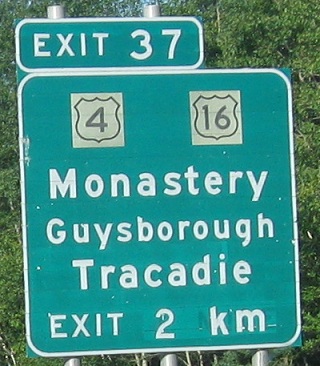 EXIT 37
4 16
Monastery
Guysborough
Tracadie
EXIT 2 km